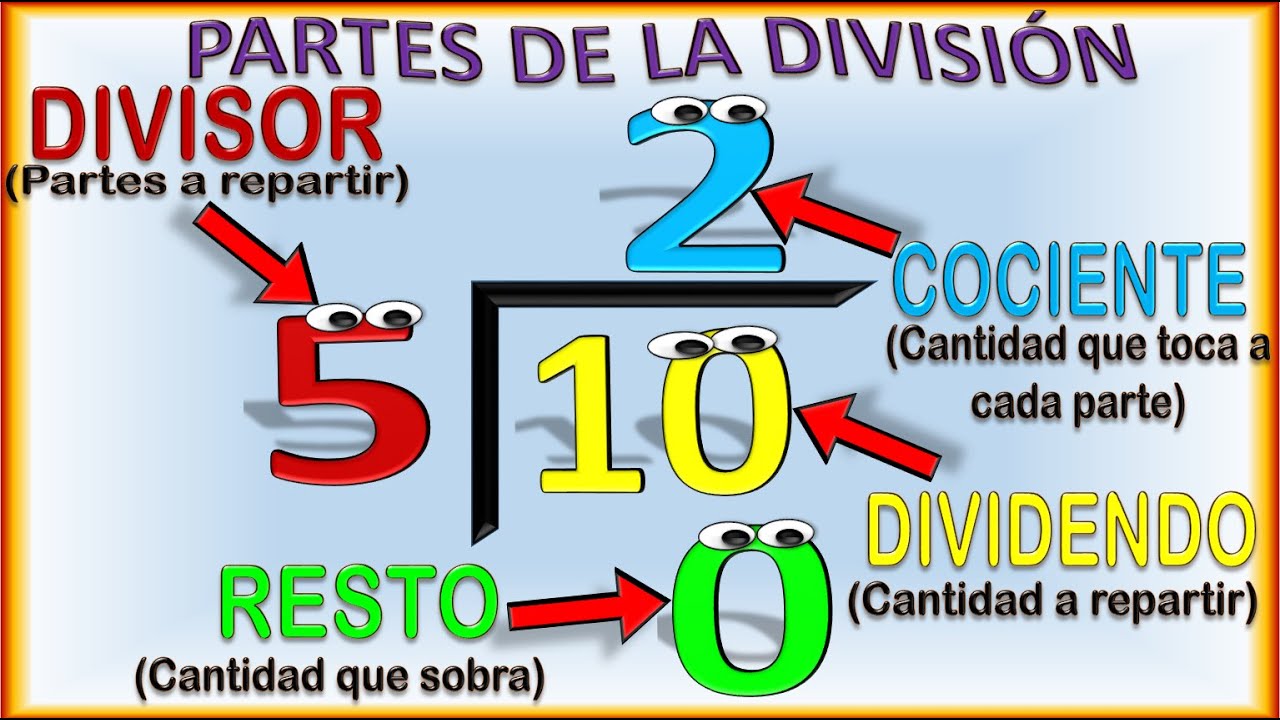 PARTES DE LA DIVISIÓN
DIVISOR
(Partes a repartir)
2
COCIENTE
(Cantidad que toca a
cada parte)
5
10
DIVIDENDO
(Cantidad a repartir)
RESTO
(Cantidad que sobra)
0